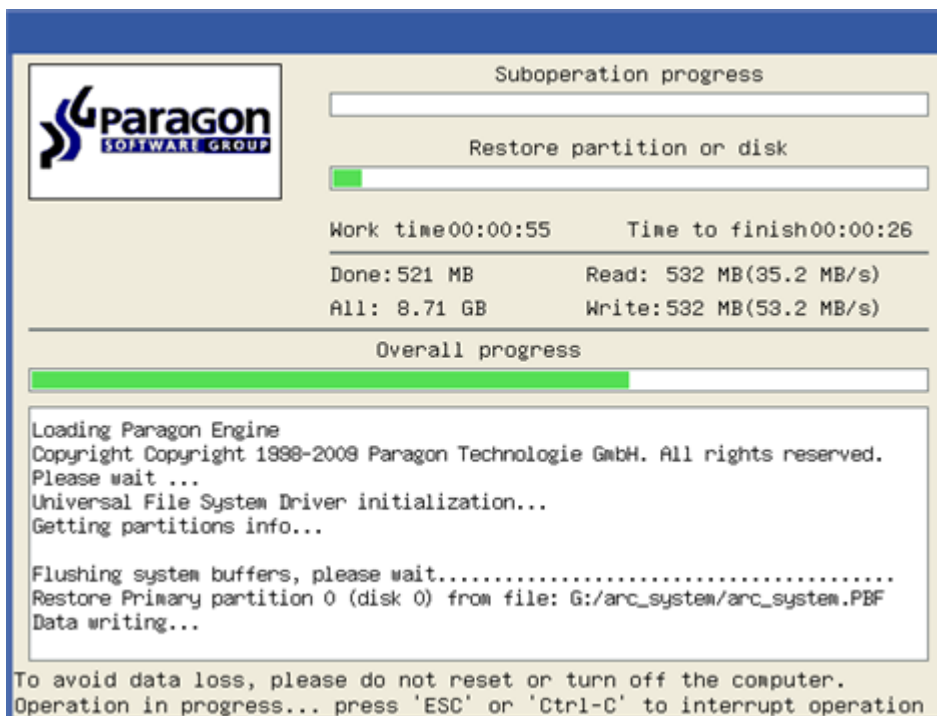 Paragon
SOFTWARE GROUP
Suboperation progress
Restore partition or disk
Work time00:00:55 Time to finish00:00:26
Done:521 MB Read: 532 MB(35.2 MB/s)
All: 8.71 GB Write:532 MB(53.2 MB/s)
Overall progress
Loading Paragon Engine
Copyright Copyright 1998-2009 Paragon Technologie GmbH. All rights reserved.
Please wait ...
Universal File System Driver initialization...
Getting partitions info...
Flushing system buffers, please wait..........................................
Restore Primary partition 0 (disk 0) from file: G:/arc_system/arc_system.PBF
Data writing...
To avoid data loss, please do not reset or turn off the computer.
Operation in progress... press 'ESC' or 'Ctrl-C' to interrupt operation